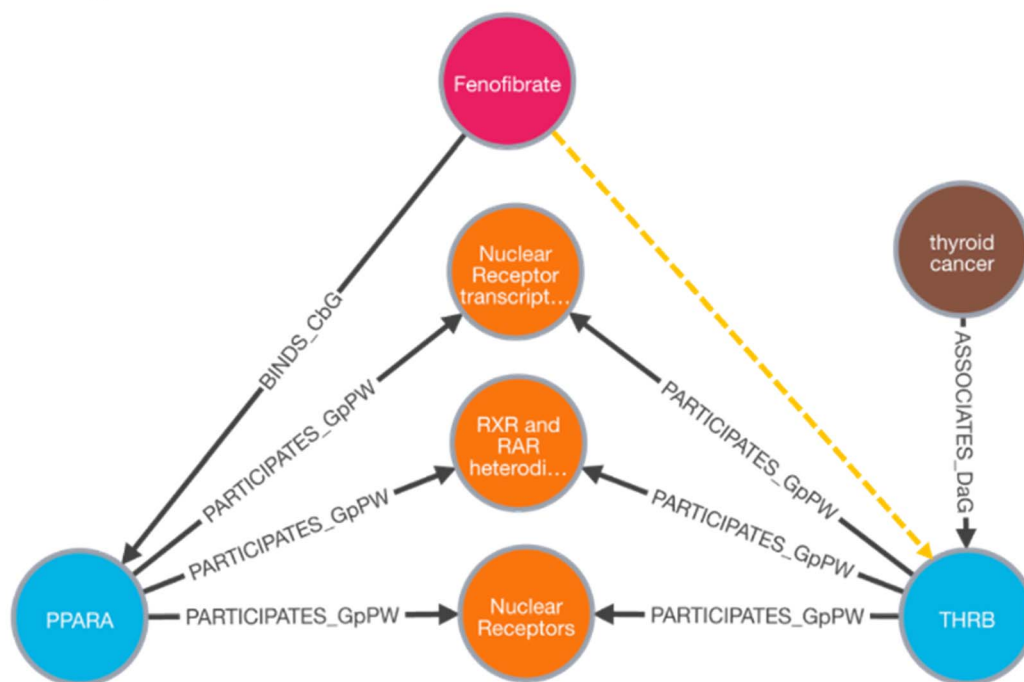 Fenofibrate
Nuclear
Receptor
transcript...
thyroid
cancer
BINDS_CbG
ASSOCIATES_DaG
PARTICIPATES_GpPW
PARTICIPATES_GpPW
RXR and
RAR
heterodi...
PARTICIPATES_GpPW
PARTICIPATES_GpPW
PPARA
PARTICIPATES_GpPW
Nuclear
Receptors
PARTICIPATES_GpPW
THRB